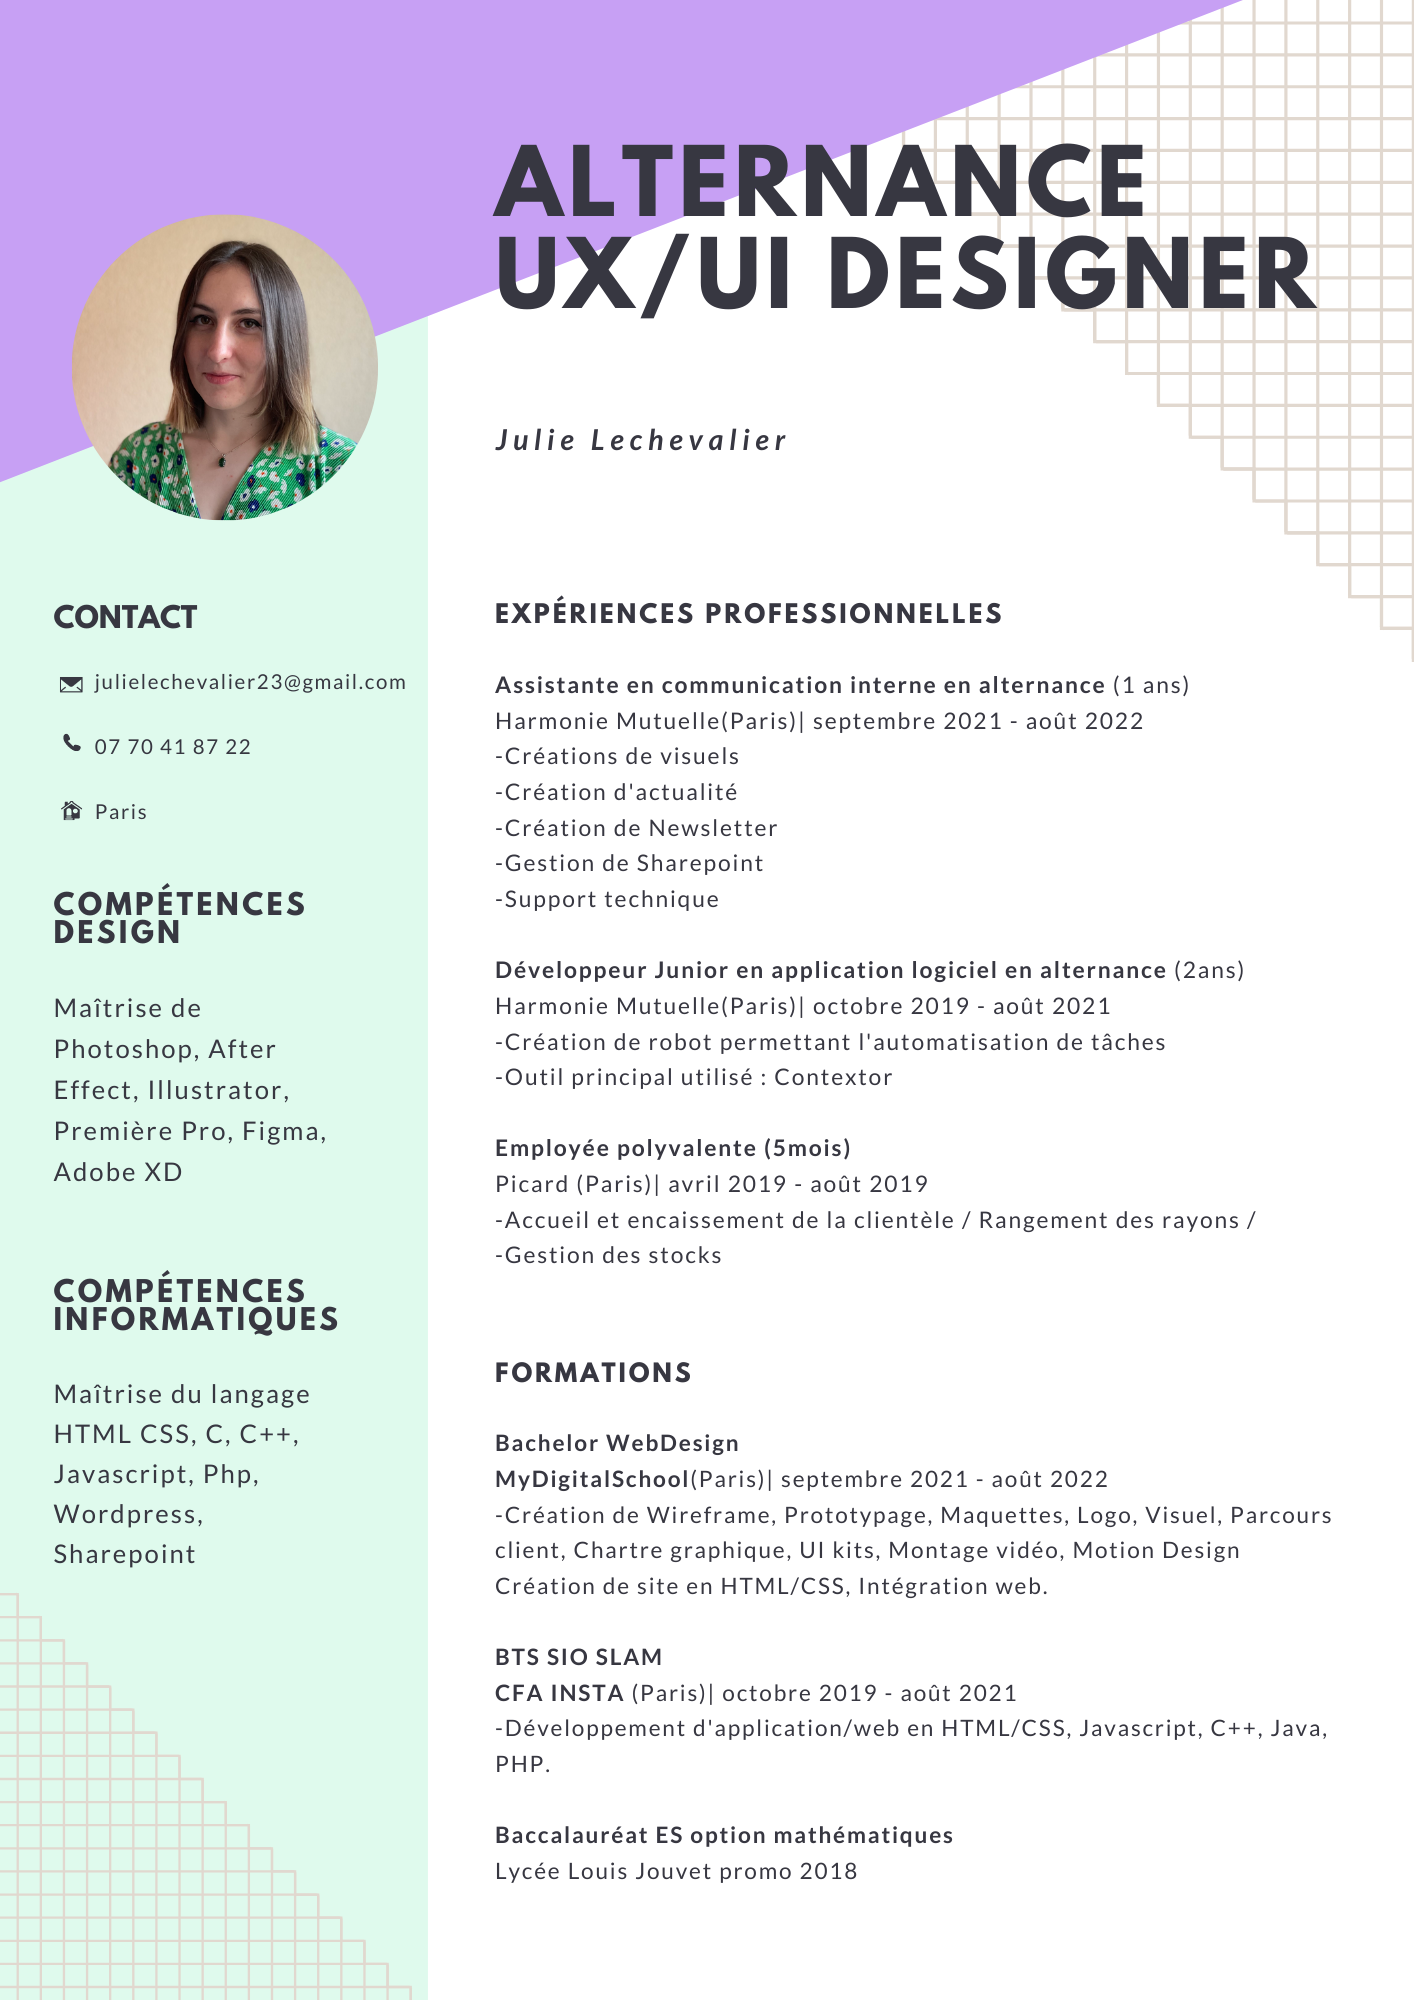 ALTERNANCE
UX/UI DESIGNER
Julie Lechevalier
CONTACT
julielechevalier23@gmail.com
07 70 41 87 22
Paris
COMPÉTENCES
DESIGN
Maîtrise de
Photoshop, After
Effect, Illustrator,
Première Pro, Figma,
Adobe XD
COMPÉTENCES
INFORMATIQUES
Maîtrise du langage
HTML CSS, C, C++,
Javascript, Php,
Wordpress,
Sharepoint
EXPÉRIENCES PROFESSIONNELLES
Assistante en communication interne en alternance (1 ans)
Harmonie Mutuelle(Paris)| septembre 2021 - août 2022
-Créations de visuels
-Création d'actualité
-Création de Newsletter
-Gestion de Sharepoint
-Support technique
Développeur Junior en application logiciel en alternance (2ans)
Harmonie Mutuelle(Paris)| octobre 2019 - août 2021
-Création de robot permettant l'automatisation de tâches
-Outil principal utilisé : Contextor
Employée polyvalente (5mois)
Picard (Paris)| avril 2019 - août 2019
-Accueil et encaissement de la clientèle / Rangement des rayons /
-Gestion des stocks
FORMATIONS
Bachelor WebDesign
MyDigitalSchool(Paris)| septembre 2021 - août 2022
-Création de Wireframe, Prototypage, Maquettes, Logo, Visuel, Parcours
client, Chartre graphique, UI kits, Montage vidéo, Motion Design
Création de site en HTML/CSS, Intégration web.
BTS SIO SLAM
CFA INSTA (Paris)| octobre 2019 - août 2021
-Développement d'application/web en HTML/CSS, Javascript, C++, Java,
PHP.
Baccalauréat ES option mathématiques
Lycée Louis Jouvet promo 2018